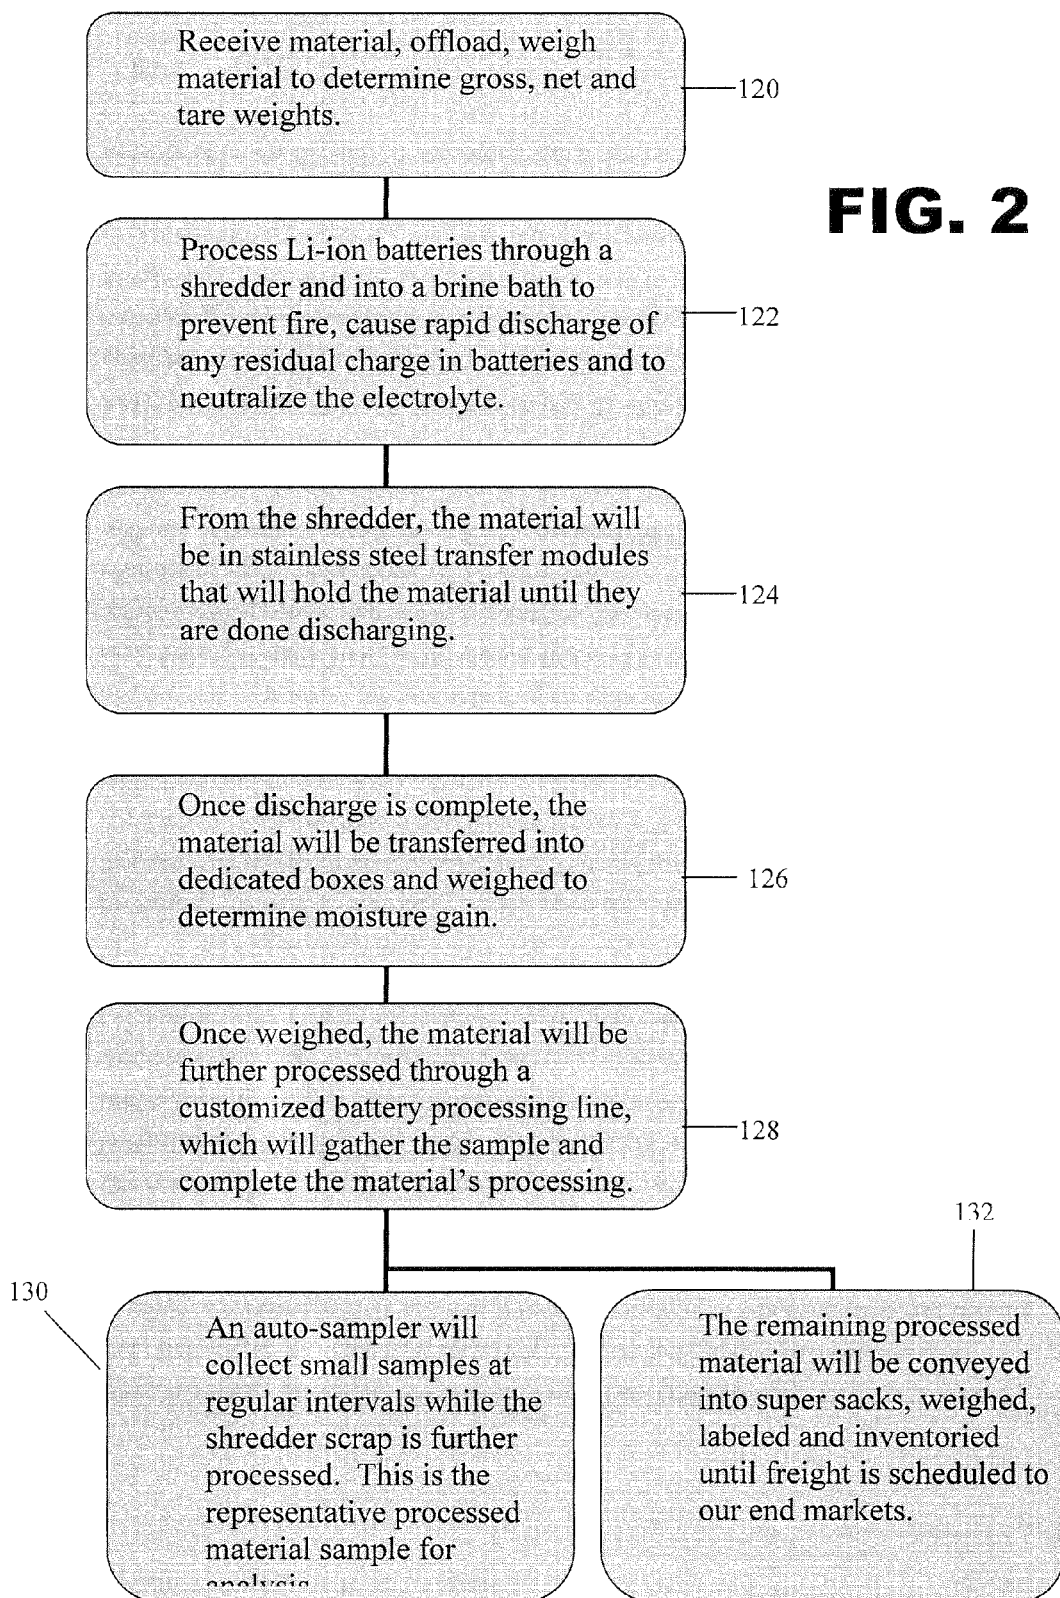 Receive material, offload, weigh
material to determine gross, net and
tare weights.
120
FIG. 2
Process Li-ion batteries through a
shredder and into a brine bath to
prevent fire, cause rapid discharge of
any residual charge in batteries and to
neutralize the electrolyte.
122
From the shredder, the material will
be in stainless steel transfer modules
that will hold the material until they
are done discharging.
124
Once discharge is complete, the
material will be transferred into
dedicated boxes and weighed to
determine moisture gain.
126
Once weighed, the material will be
further processed through a
customized battery processing line,
which will gather the sample and
complete the material’s processing.
128
130
An auto-sampler will
collect small samples at
regular intervals while the
shredder scrap is further
processed.  This is the
representative processed
material sample for
analysis
132
The remaining processed
material will be conveyed
into super sacks, weighed,
labeled and inventoried
until freight is scheduled to
our end markets.